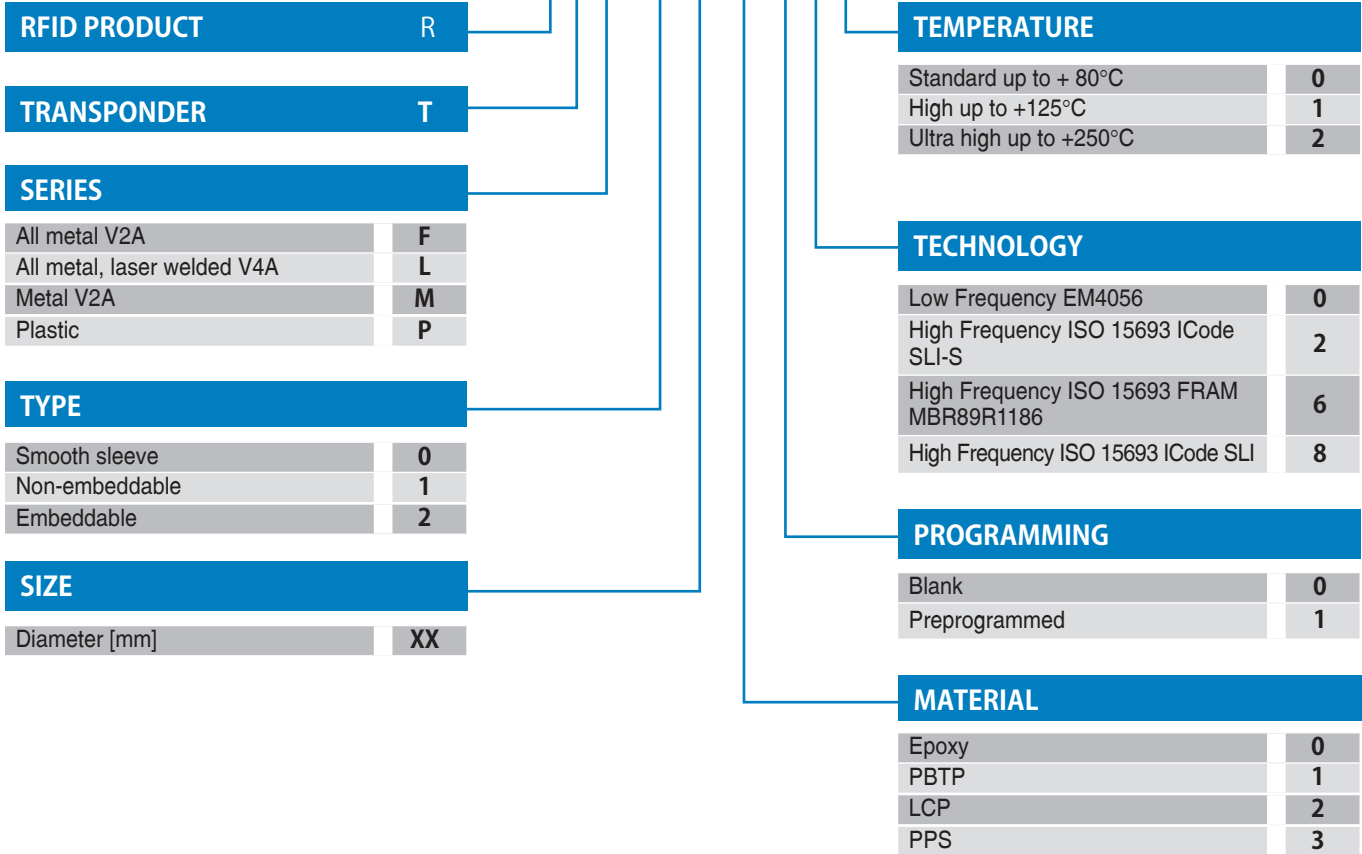 RFID PRODUCT R
TRANSPONDER T
SERIES
All metal V2A F
All metal, laser welded V4A L
Metal V2A M
Plastic P
TYPE
Smooth sleeve 0
Non-embeddable 1
Embeddable 2
SIZE
Diameter [mm] XX
TEMPERATURE
Standard up to + 80°C 0
High up to +125°C 1
Ultra high up to +250°C 2
TECHNOLOGY
Low Frequency EM4056 0
High Frequency ISO 15693 ICode
SLI-S 2
High Frequency ISO 15693 FRAM
MBR89R1186 6
High Frequency ISO 15693 ICode SLI 8
PROGRAMMING
Blank 0
Preprogrammed 1
MATERIAL
Epoxy 0
PBTP 1
LCP 2
PPS 3